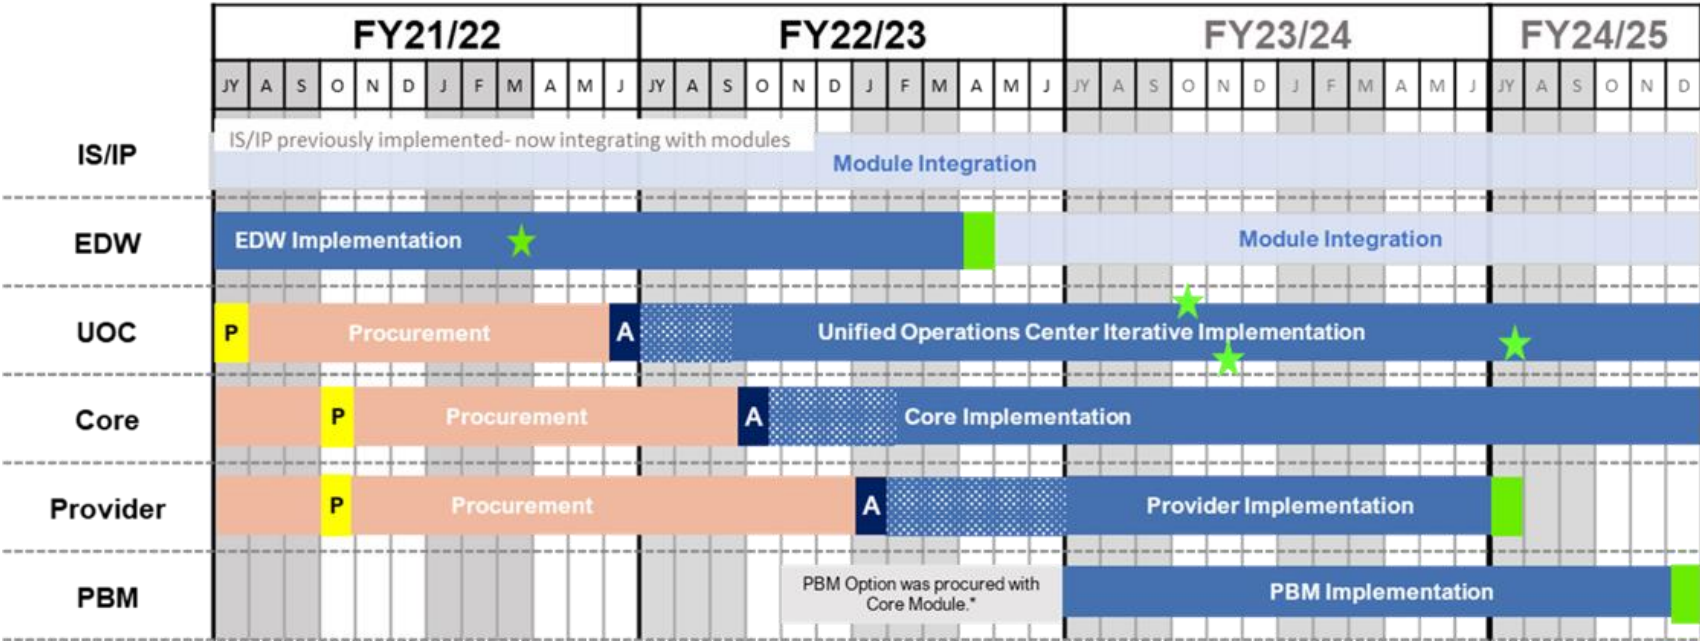 FY21/22 FY22/23 FY23/24 FY24/25
JY A S O N D J F M A M J JY A S O N D J F M A M J JY A S O N D J F M A M J JY A S O N D
IS/IP
IS/IP previously implemented- now integrating with modules
Module Integration
EDW
EDW Implementation
Module Integration
UOC
P
Procurement
A
Unified Operations Center Iterative Implementation
Core
P
Procurement
A
Core Implementation
Provider
P
Procurement
A
Provider Implementation
PBM
PBM Option was procured with
Core Module.*
PBM Implementation